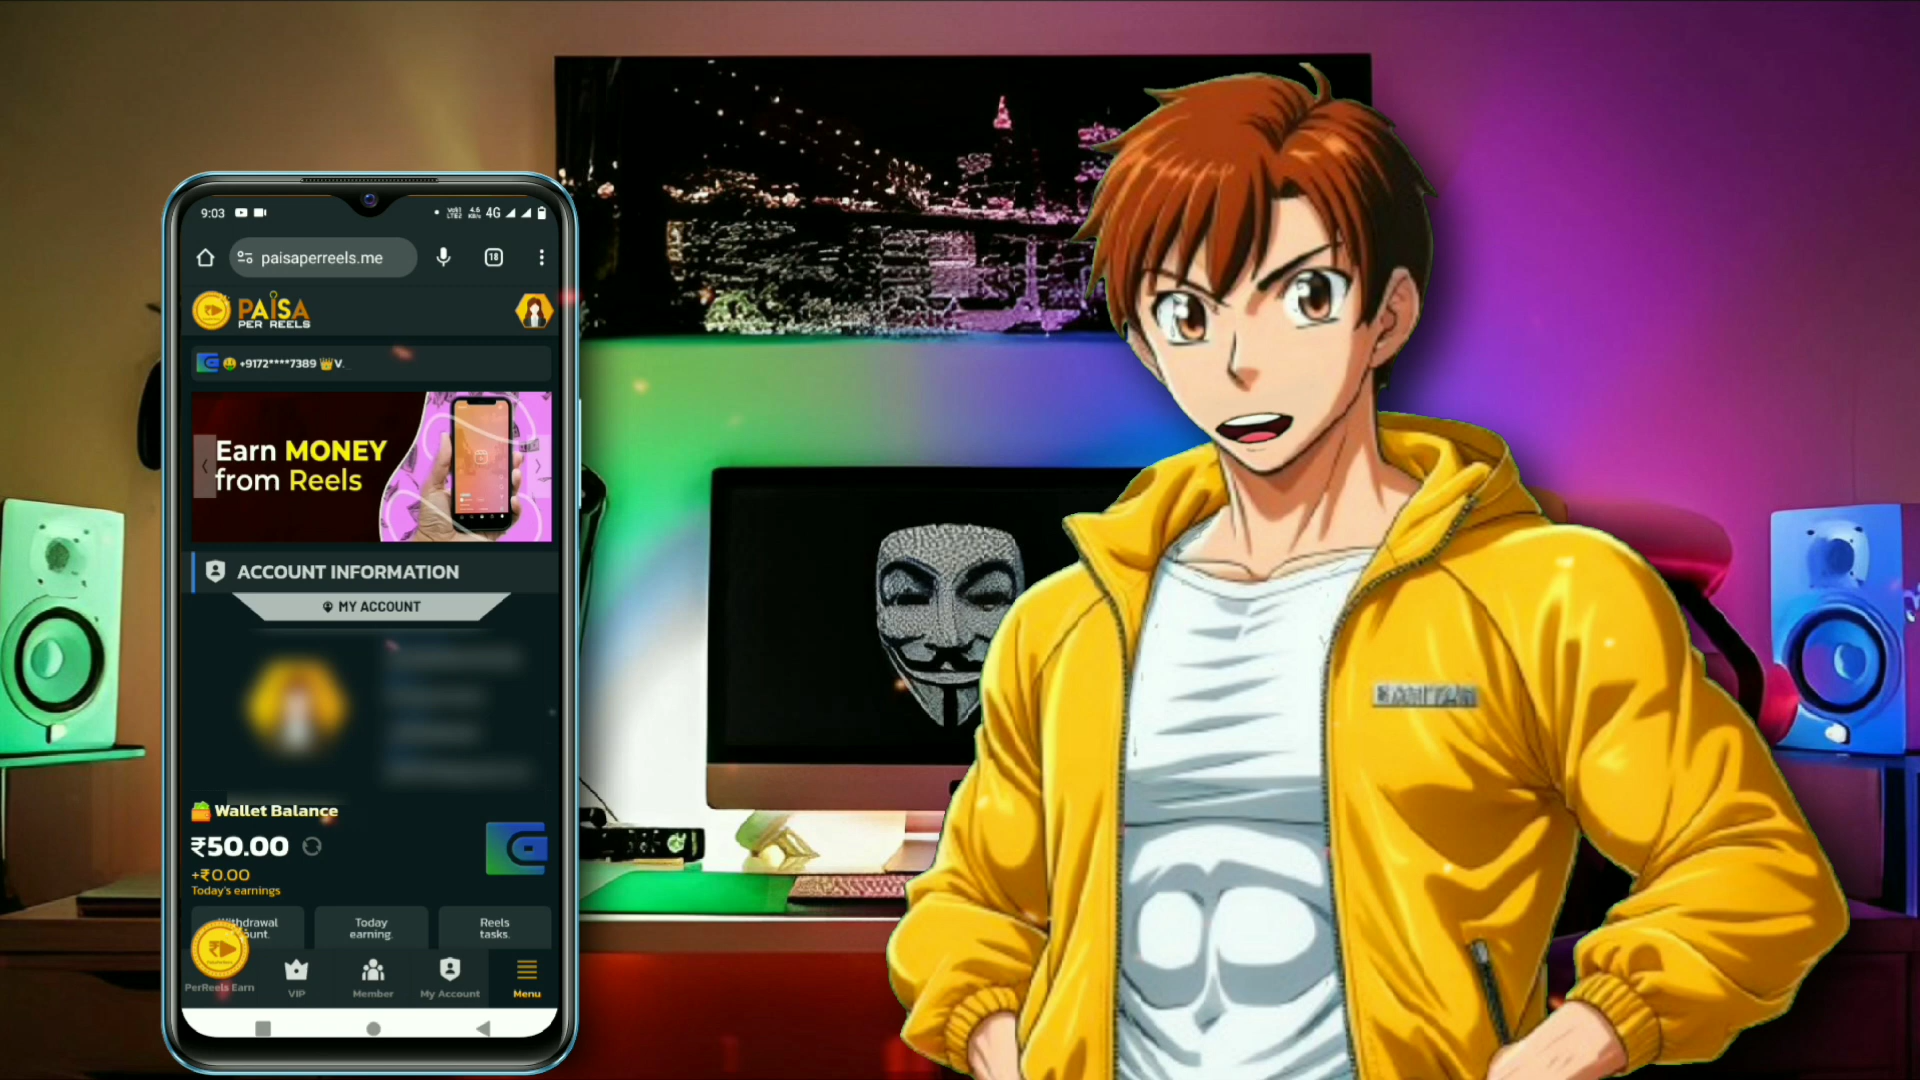 9:03
4G
paisaperreels.me
18
PAISA
PER REELS
+9172****7389 V.
Earn MONEY
from Reels
ACCOUNT INFORMATION
MY ACCOUNT
Wallet Balance
₹50.00
+₹0.00
Today's earnings
Today
earning.
Reels
tasks.
PerReels Earn
VIP
Member
My Account
Menu